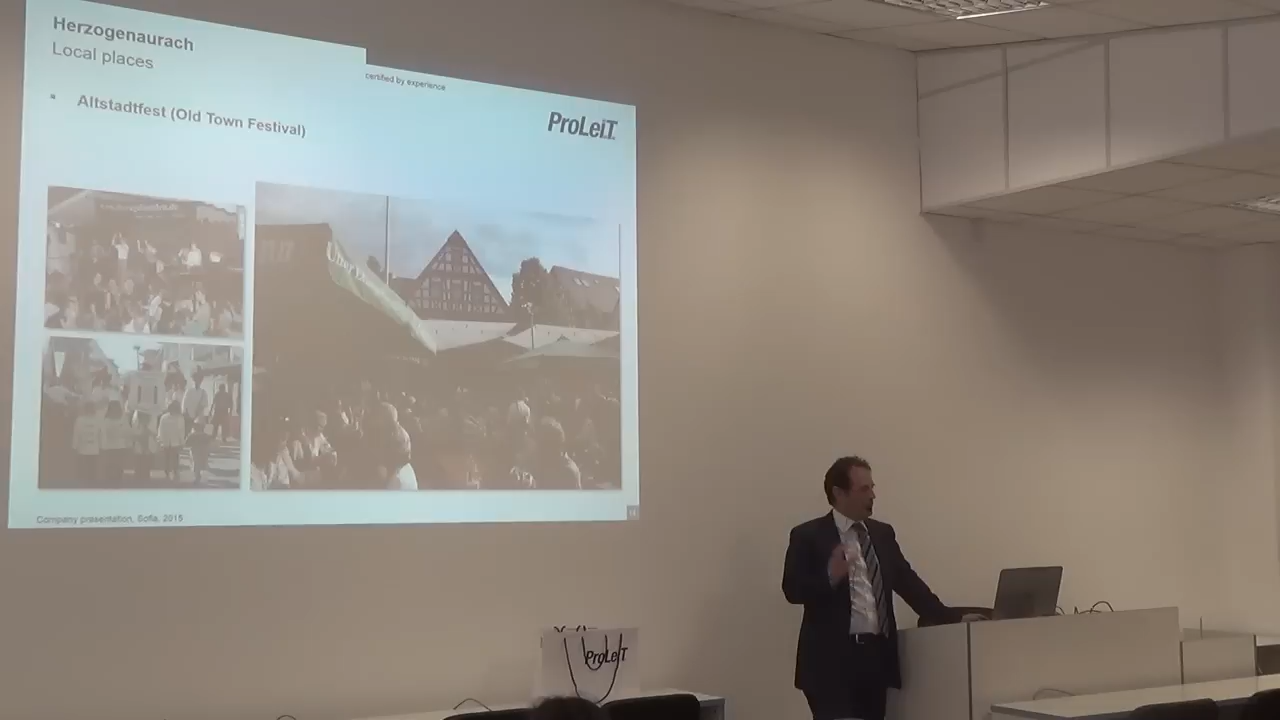 Herzogenaurach
Local places
certified by experience
ProLeiT
▪ Altstadtfest (Old Town Festival)
Company presentation, Sofia, 2015
ProLeiT